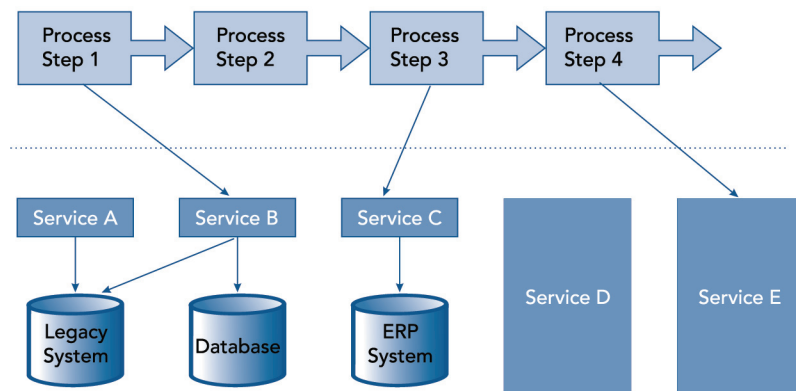 Process
Step 1
Process
Step 2
Process
Step 3
Process
Step 4
Service A
Service B
Service C
Service D
Service E
Legacy
System
Database
ERP
System